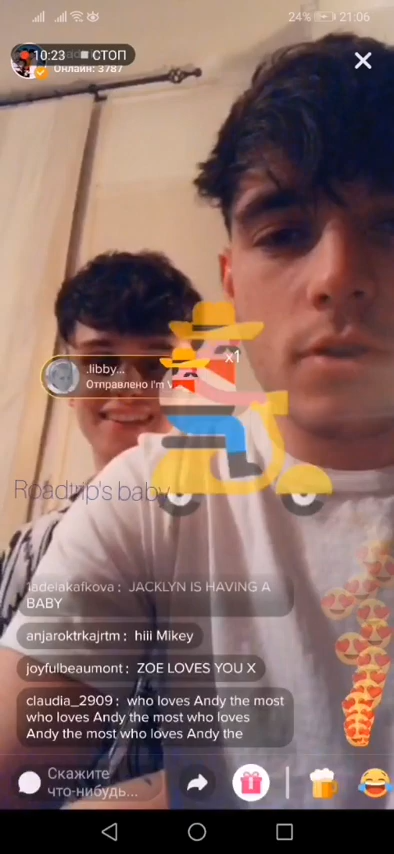 24% 21:06
10:23 СТОП
Онлайн: 3787
x1
.libby...
Отправлено I'm
Roadtrip's baby
JACKLYN IS HAVING A
BABY
anjaroktrkajrtm: hiii Mikey
joyfulbeaumont: ZOE LOVES YOU X
claudia_2909: who loves Andy the most
who loves Andy the most who loves
Andy the most who loves Andy the
Скажите
что-нибудь...